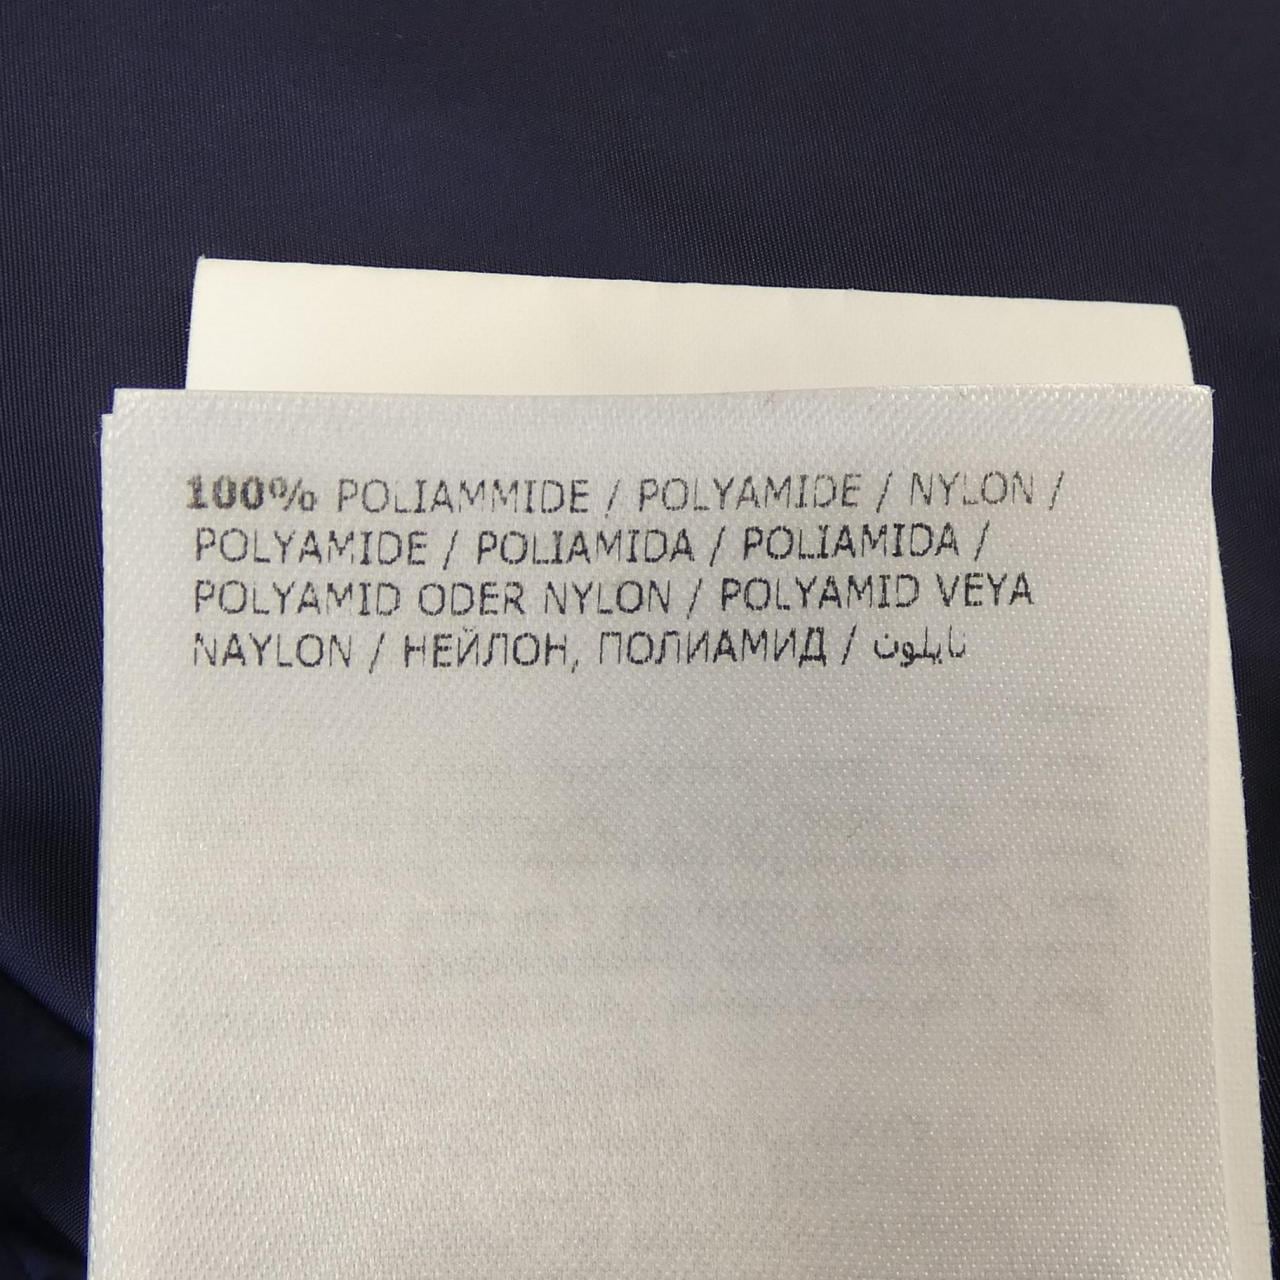 100% POLIAMMIDE / POLYAMIDE / NYLON /
POLYAMIDE / POLIAMIDA / POLIAMIDA /
POLYAMID ODER NYLON / POLYAMID VEYA
NAYLON / НЕЙЛОН, ПОЛИАМИД / نايلون